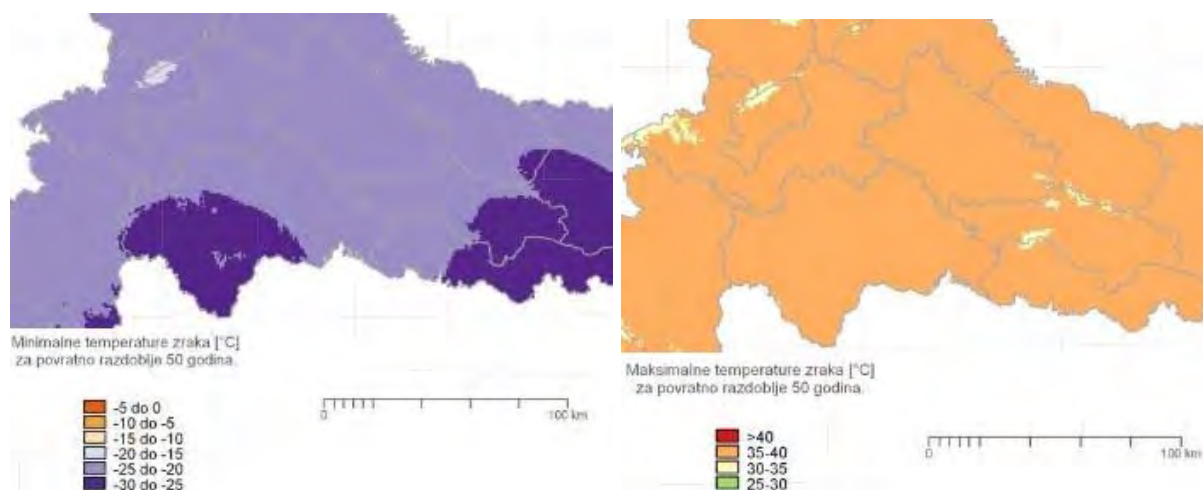 Minimalne temperature zraka [°C]
za povratno razdoblje 50 godina.
-5 do 0
-10 do -5
-15 do -10
-20 do -15
-25 do -20
-30 do -25
0 100 km
Maksimalne temperature zraka [°C]
za povratno razdoblje 50 godina.
>40
35-40
30-35
25-30
0 100 km